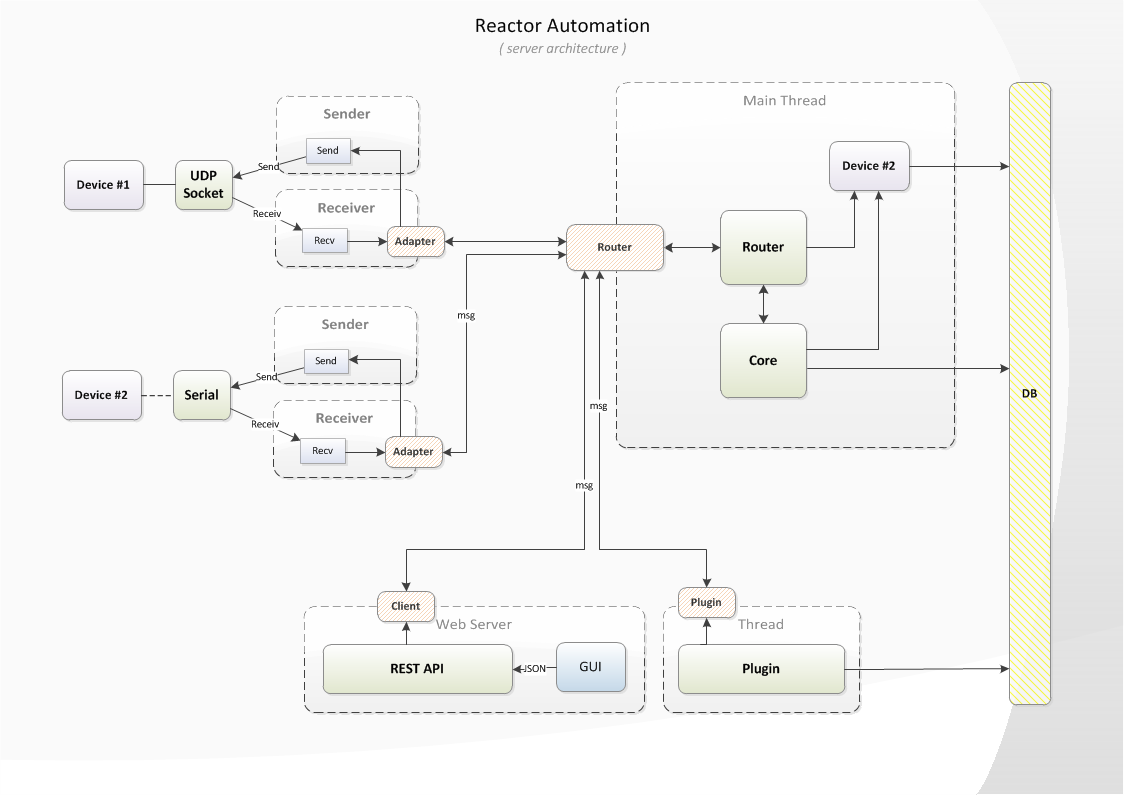 Reactor Automation
( server architecture )
Main Thread
Sender
Send
Device #1
UDP
Socket
Send
Receiv
Receiver
Recv
Adapter
Router
Router
Device #2
Core
DB
msg
Sender
Send
Device #2
Serial
Send
Receiv
Receiver
Recv
Adapter
msg
msg
Client
Web Server
REST API
JSON
GUI
Plugin
Thread
Plugin